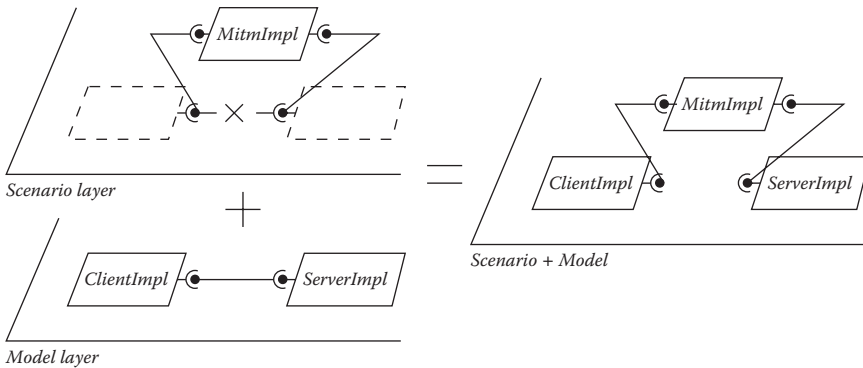 MitmImpl
Scenario layer
ClientImpl
ServerImpl
Model layer
MitmImpl
ClientImpl
ServerImpl
Scenario + Model